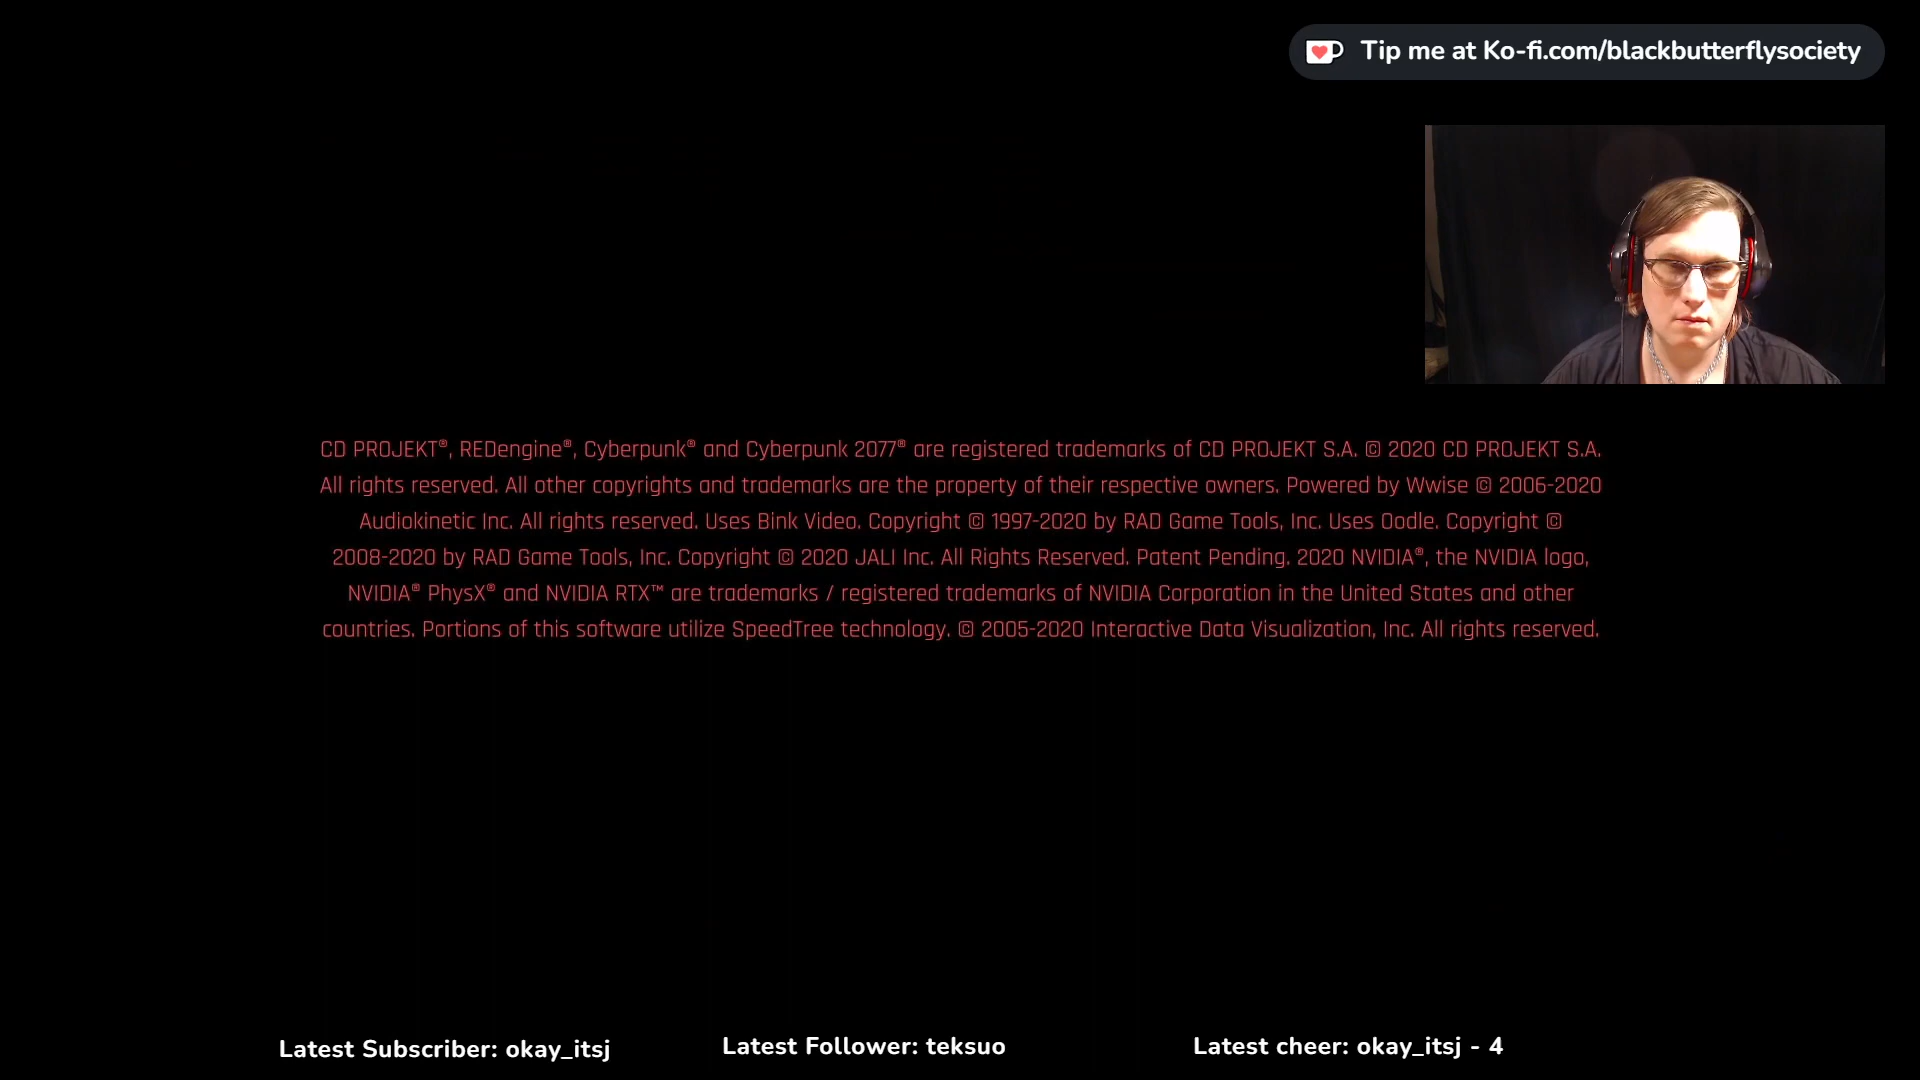 Tip me at Ko-fi.com/blackbutterflysociety
CD PROJEKT®, REDengine®, Cyberpunk® and Cyberpunk 2077® are registered trademarks of CD PROJEKT S.A. © 2020 CD PROJEKT S.A.
All rights reserved. All other copyrights and trademarks are the property of their respective owners. Powered by Wwise © 2006-2020
Audiokinetic Inc. All rights reserved. Uses Bink Video. Copyright © 1997-2020 by RAD Game Tools, Inc. Uses Oodle. Copyright ©
2008-2020 by RAD Game Tools, Inc. Copyright © 2020 JALI Inc. All Rights Reserved. Patent Pending. 2020 NVIDIA®, the NVIDIA logo,
NVIDIA® PhysX® and NVIDIA RTX™ are trademarks / registered trademarks of NVIDIA Corporation in the United States and other
countries. Portions of this software utilize SpeedTree technology. © 2005-2020 Interactive Data Visualization, Inc. All rights reserved.
Latest Subscriber: okay_itsj
Latest Follower: teksuo
Latest cheer: okay_itsj - 4